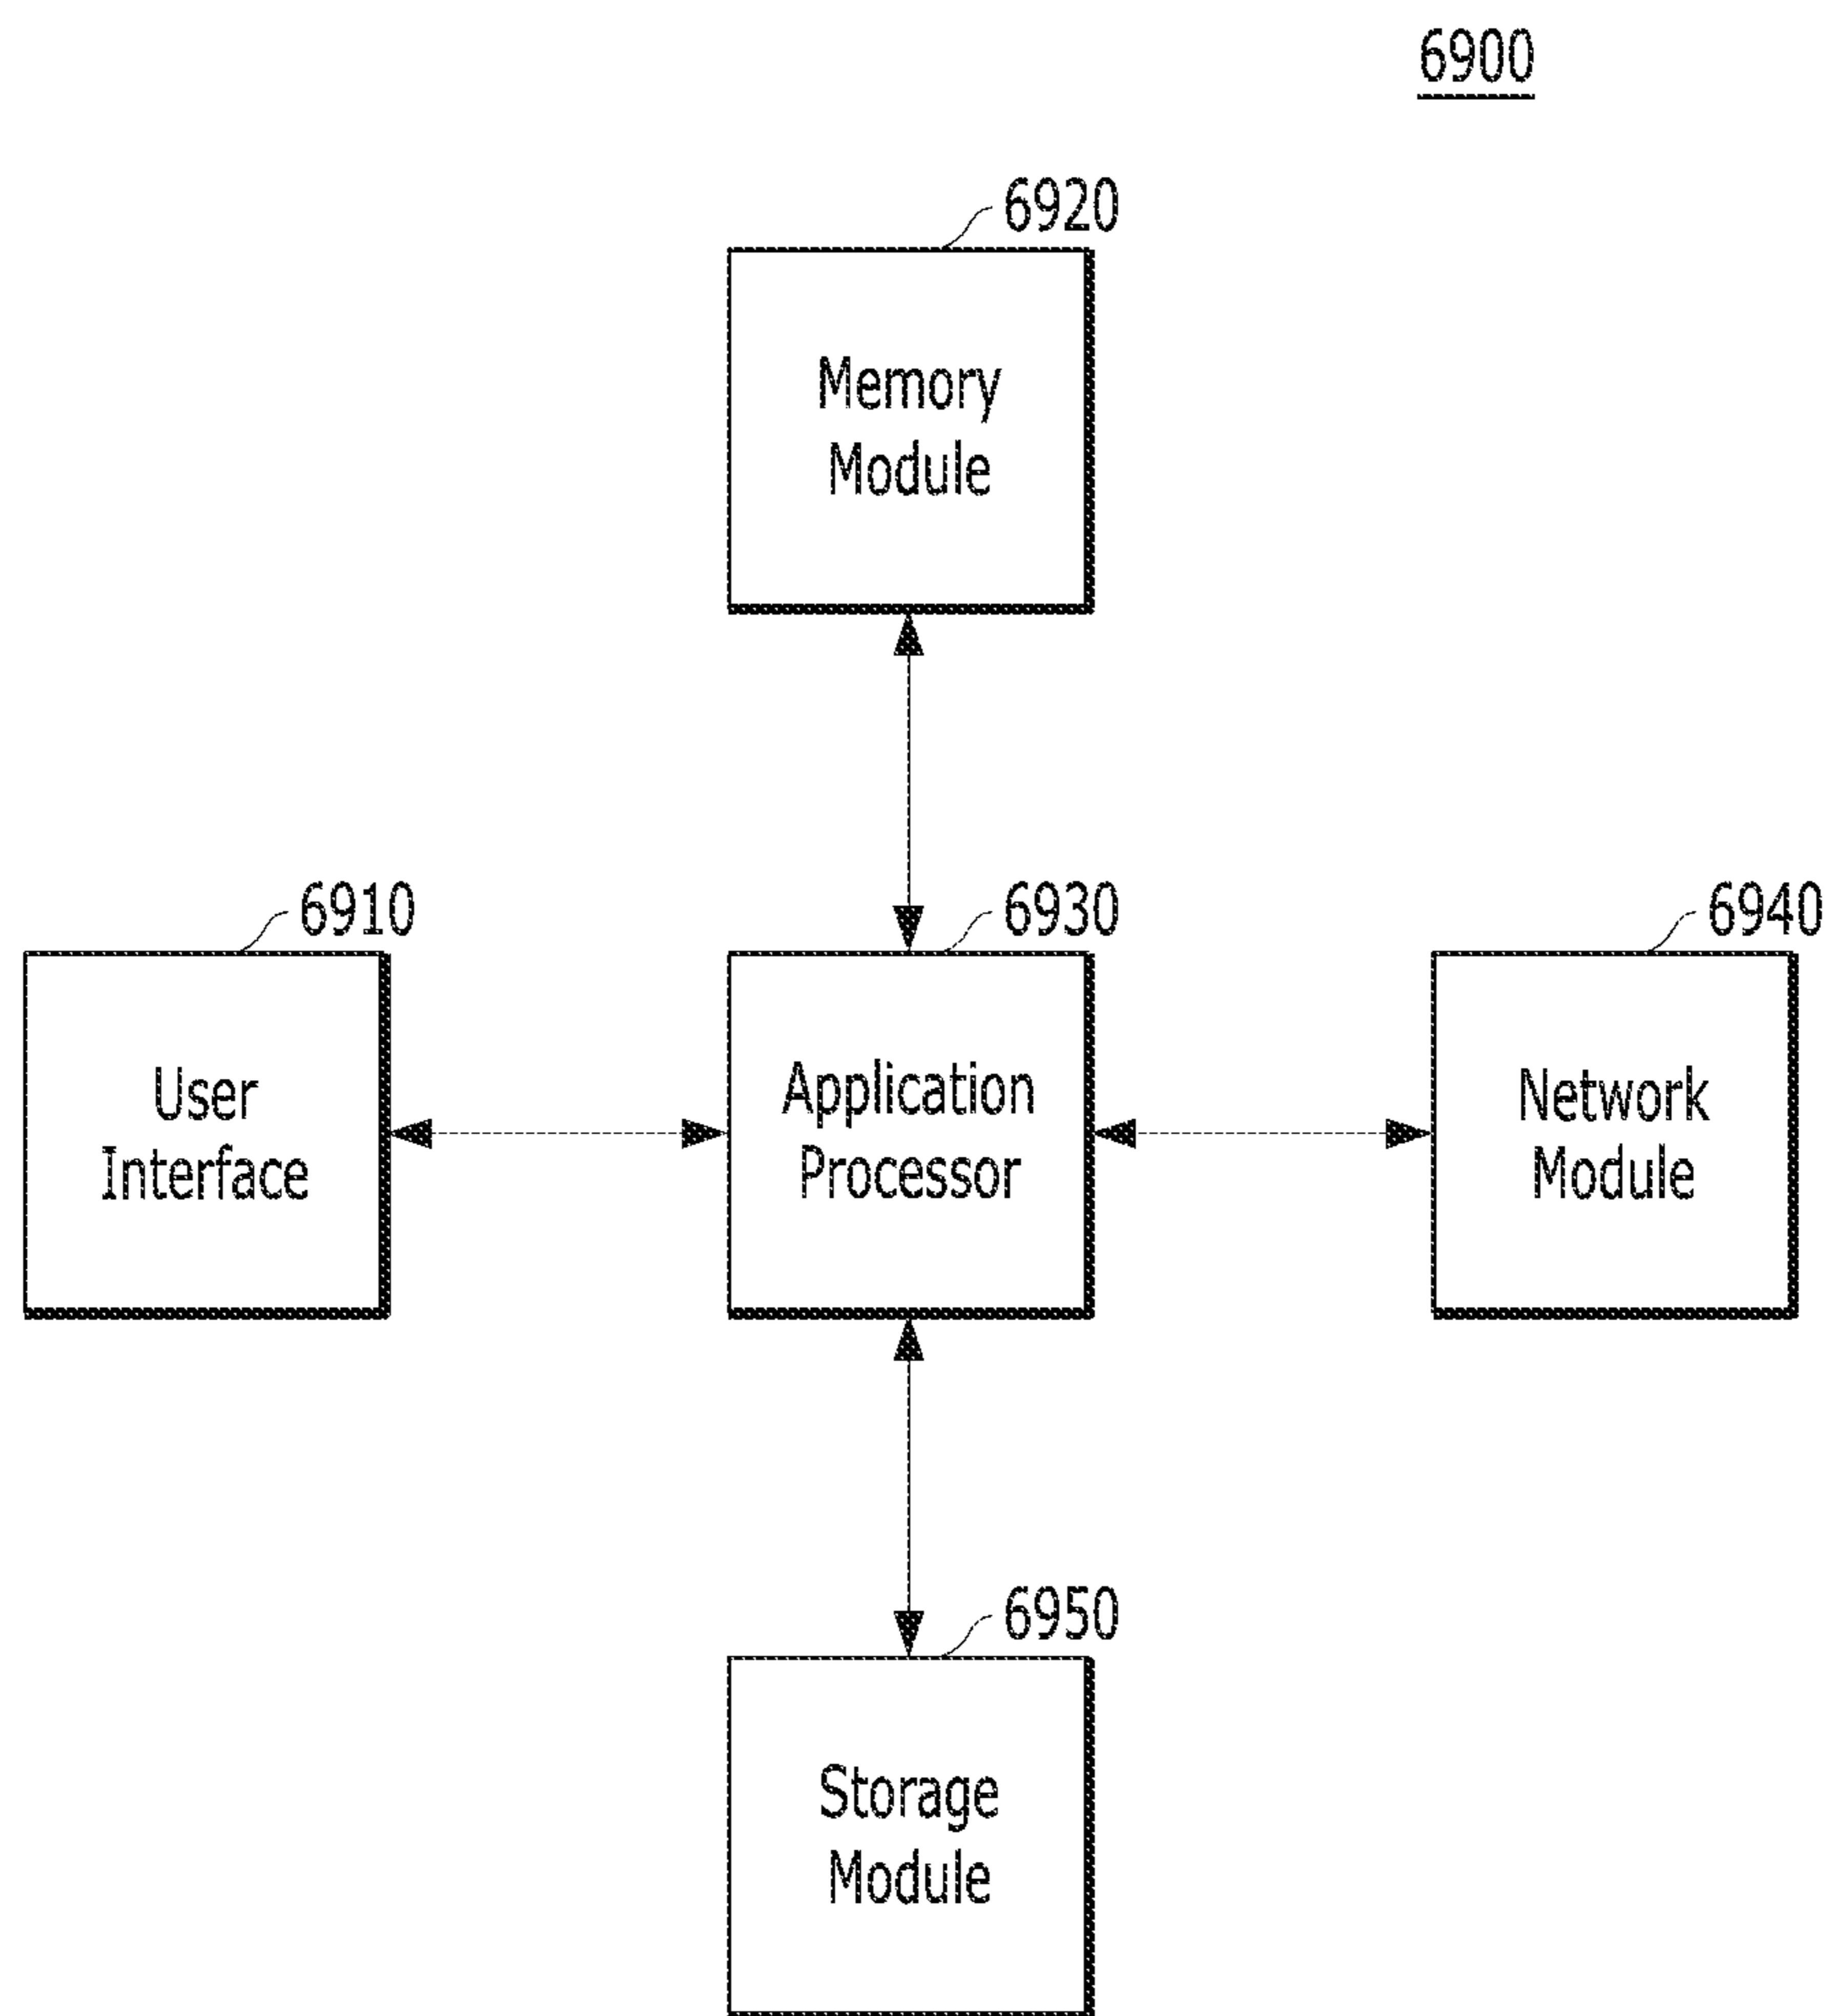 6900
6920
Memory
Module
6910
6930
6940
User
Interface
Application
Processor
Network
Module
6950
Storage
Module